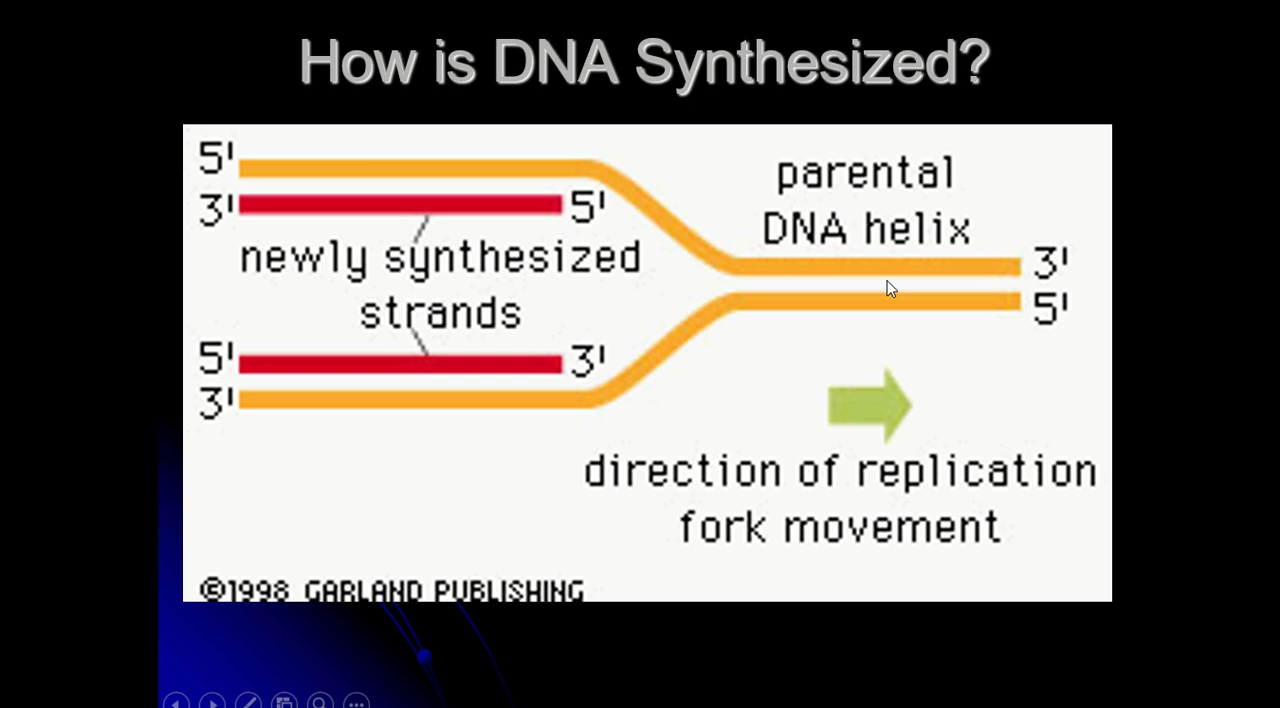 How is DNA Synthesized?
5'
3'
5'
newly synthesized
strands
5'
3'
3'
parental
DNA helix
3'
5'
direction of replication
fork movement
©1998 GARLAND PUBLISHING